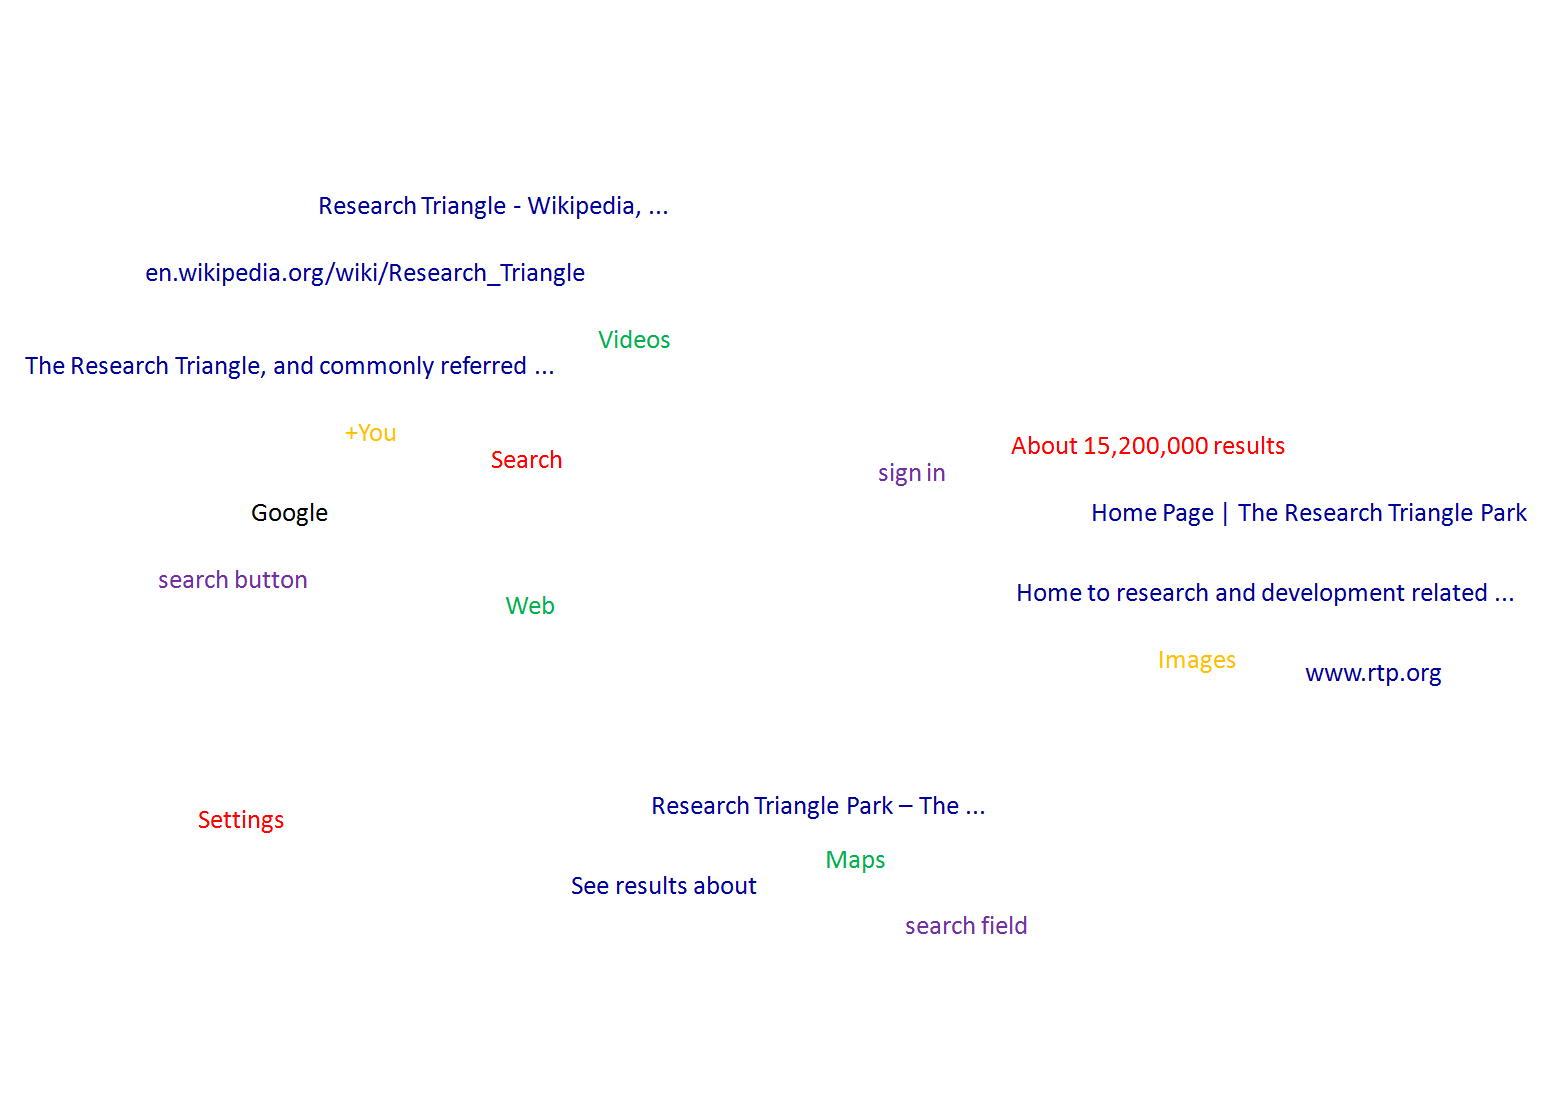 Research Triangle - Wikipedia, ...
en.wikipedia.org/wiki/Research_Triangle
Videos
The Research Triangle, and commonly referred ...
+You
About 15,200,000 results
Search
sign in
Google
Home Page | The Research Triangle Park
search button
Home to research and development related ...
Web
Images
www.rtp.org
Research Triangle Park – The ...
Settings
Maps
See results about
search field